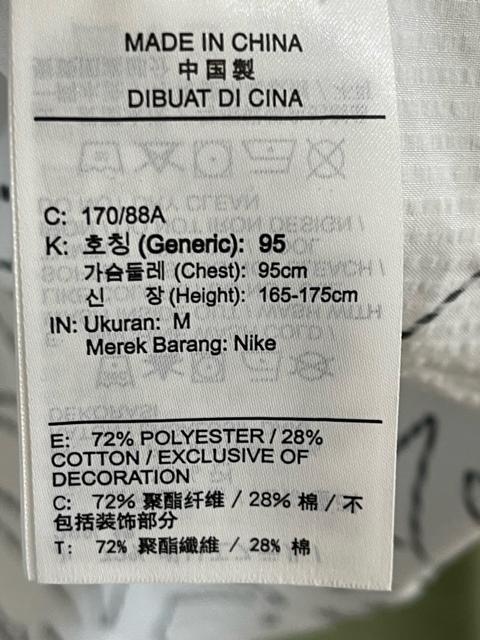 MADE IN CHINA
中国製
DIBUAT DI CINA
C: 170/88A
K: 호칭 (Generic): 95
가슴둘레 (Chest): 95cm
신 장 (Height): 165-175cm
IN: Ukuran: M
Merek Barang: Nike
E: 72% POLYESTER / 28%
COTTON / EXCLUSIVE OF
DECORATION
C: 72% 聚酯纤维 / 28% 棉 / 不
包括装饰部分
T: 72% 聚酯纖維 / 28% 棉